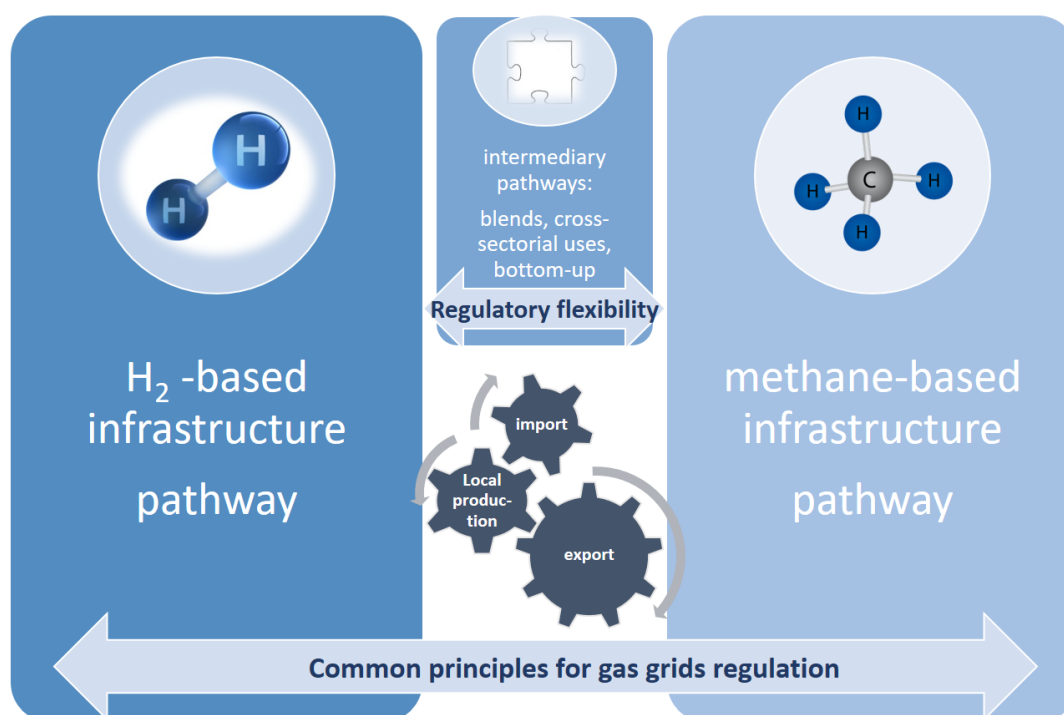 H
H
H₂ -based
infrastructure
pathway
intermediary
pathways:
blends, cross-
sectorial uses,
bottom-up
Regulatory flexibility
import
Local
produc-
tion
export
H
H
C
H
H
methane-based
infrastructure
pathway
Common principles for gas grids regulation